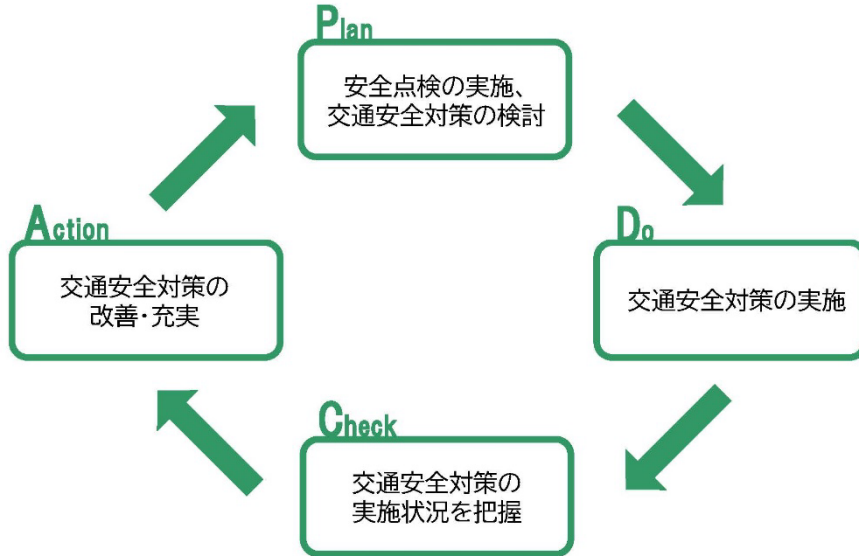 Plan
安全点検の実施、
交通安全対策の検討
Action
交通安全対策の
改善・充実
Do
交通安全対策の実施
Check
交通安全対策の
実施状況を把握